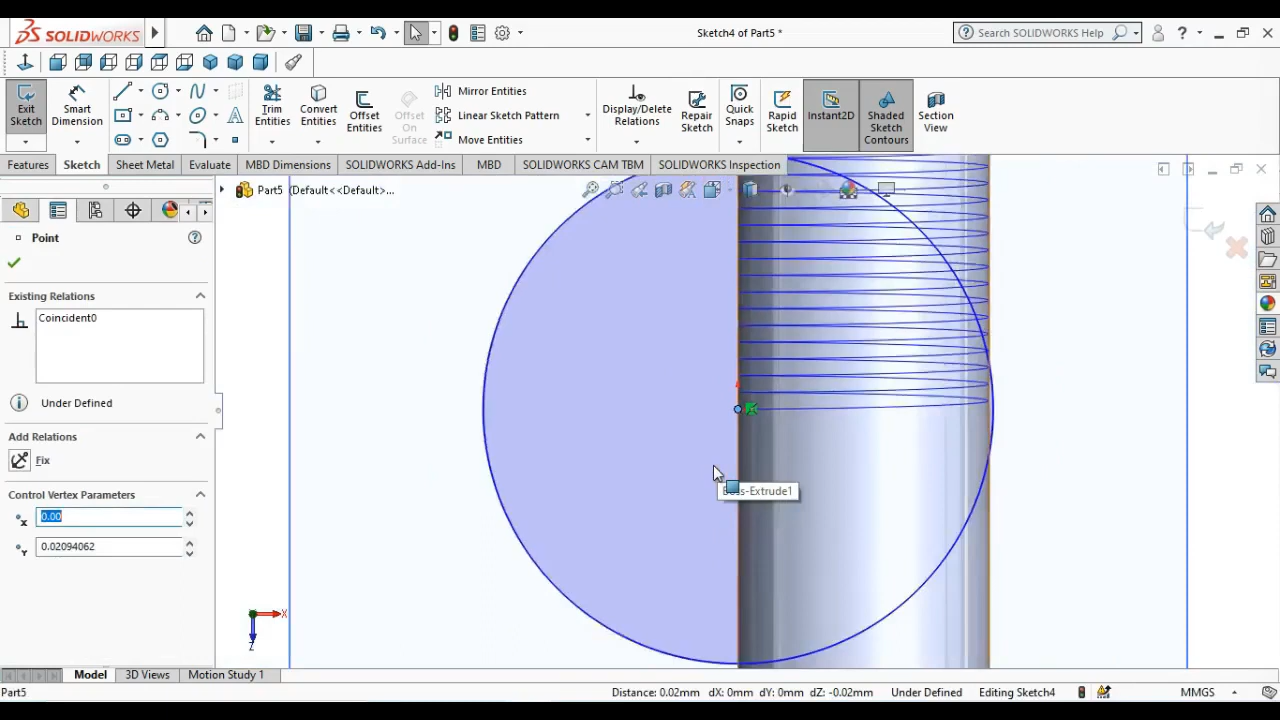 SOLIDWORKS
Sketch4 of Part5 *
Search SOLIDWORKS Help
Exit Sketch
Smart Dimension
Trim Entities
Convert Entities
Offset Entities
Offset On Surface
Mirror Entities
Linear Sketch Pattern
Move Entities
Display/Delete Relations
Repair Sketch
Quick Snaps
Rapid Sketch
Instant2D
Shaded Sketch Contours
Section View
Features
Sketch
Sheet Metal
Evaluate
MBD Dimensions
SOLIDWORKS Add-Ins
MBD
SOLIDWORKS CAM TBM
SOLIDWORKS Inspection
Part5 (Default<<Default>...
Point
Existing Relations
Coincident0
Under Defined
Add Relations
Fix
Control Vertex Parameters
X 0.00
Y 0.02094062
Boss-Extrude1
X
Z
Model
3D Views
Motion Study 1
Part5
Distance: 0.02mm dX: 0mm dY: 0mm dZ: -0.02mm
Under Defined
Editing Sketch4
MMGS